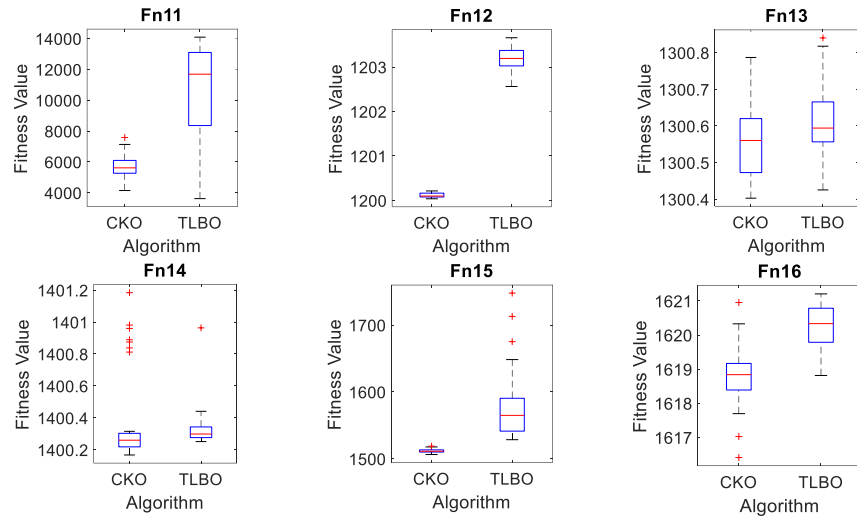 Fn11
14000
12000
10000
8000
6000
4000
Fitness Value
CKO TLBO
Algorithm
Fn12
1203
1202
1201
1200
Fitness Value
CKO TLBO
Algorithm
Fn13
1300.8
1300.7
1300.6
1300.5
1300.4
Fitness Value
CKO TLBO
Algorithm
Fn14
1401.2
1401
1400.8
1400.6
1400.4
1400.2
Fitness Value
CKO TLBO
Algorithm
Fn15
1700
1600
1500
Fitness Value
CKO TLBO
Algorithm
Fn16
1621
1620
1619
1618
1617
Fitness Value
CKO TLBO
Algorithm